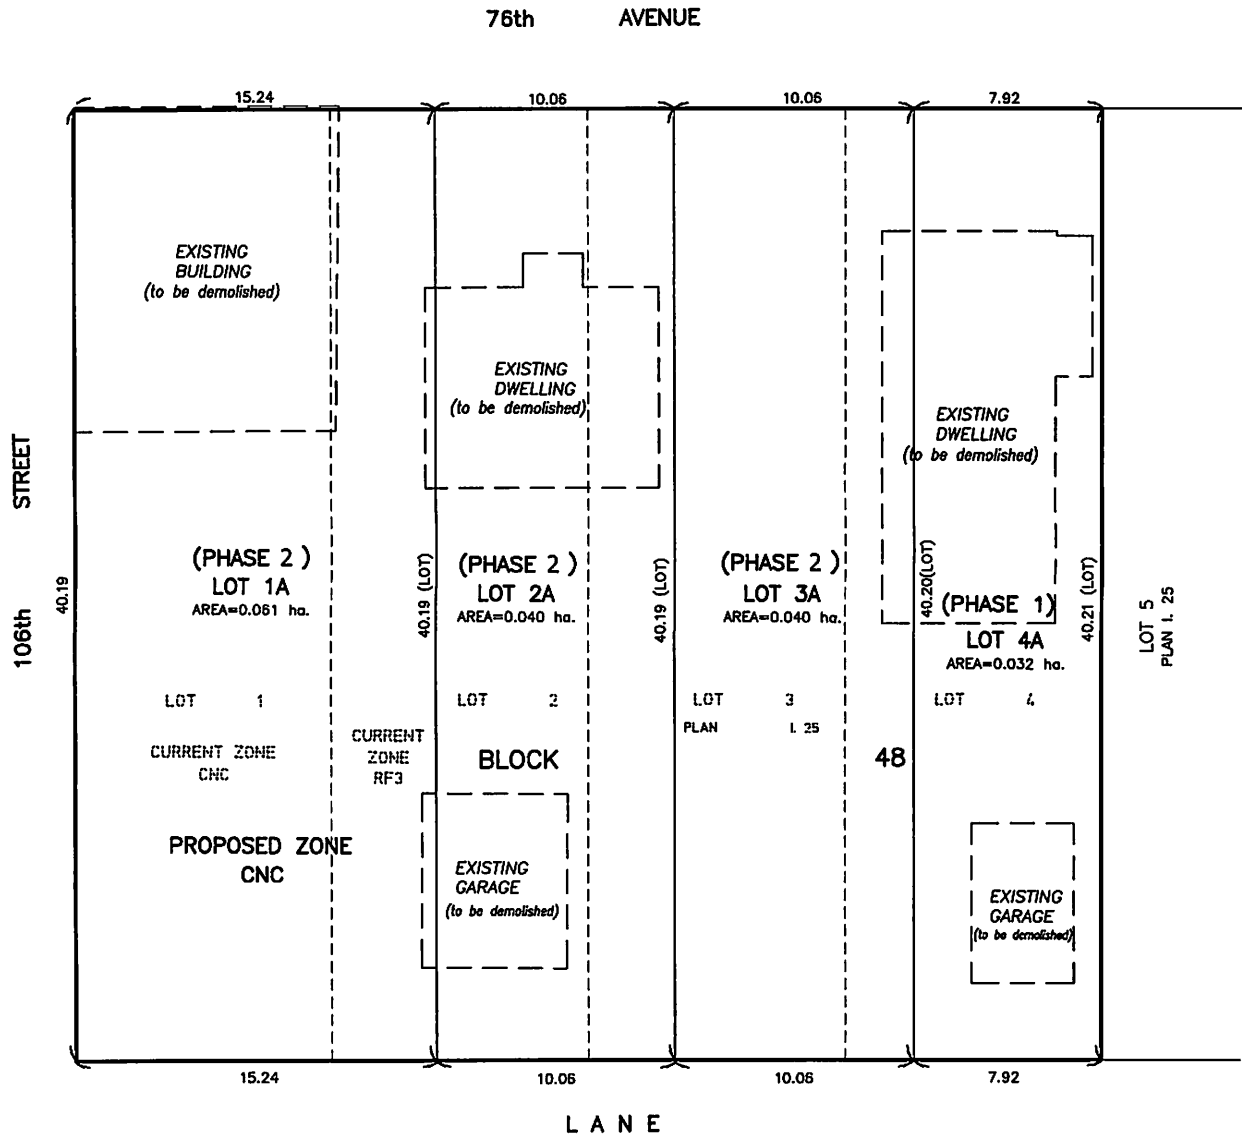 76th AVENUE
15.24
10.06
10.06
7.92
EXISTING
BUILDING
(to be demolished)
EXISTING
DWELLING
(to be demolished)
EXISTING
DWELLING
(to be demolished)
106th STREET
40.19
(PHASE 2 )
LOT 1A
AREA=0.061 ha.
40.19 (LOT)
(PHASE 2 )
LOT 2A
AREA=0.040 ha.
40.19 (LOT)
(PHASE 2 )
LOT 3A
AREA=0.040 ha.
40.20(LOT)
(PHASE 1)
LOT 4A
AREA=0.032 ha.
40.21 (LOT)
LOT 5
PLAN I. 25
LOT 1
LOT 2
LOT 3
LOT 4
PLAN I. 25
CURRENT ZONE
CNC
CURRENT
ZONE
RF3
BLOCK 48
PROPOSED ZONE
CNC
EXISTING
GARAGE
(to be demolished)
EXISTING
GARAGE
(to be demolished)
15.24
10.06
10.06
7.92
LANE